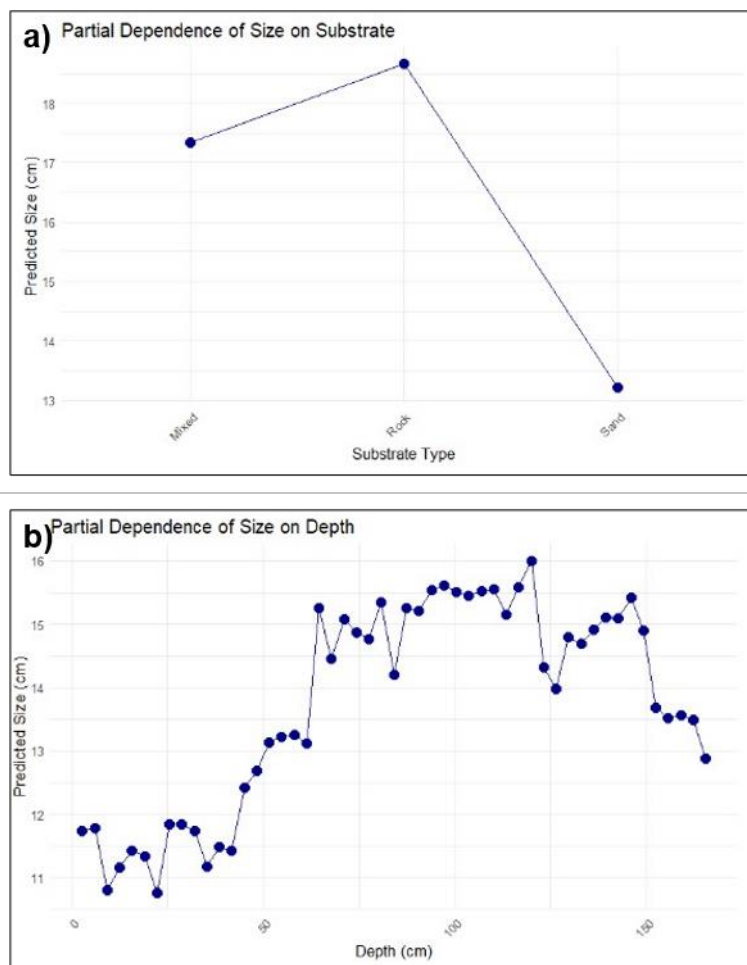 a) Partial Dependence of Size on Substrate
18
17
16
15
14
13
Predicted Size (cm)
Mixed
Rock
Sand
Substrate Type
b) Partial Dependence of Size on Depth
16
15
14
13
12
11
Predicted Size (cm)
0
50
100
150
Depth (cm)